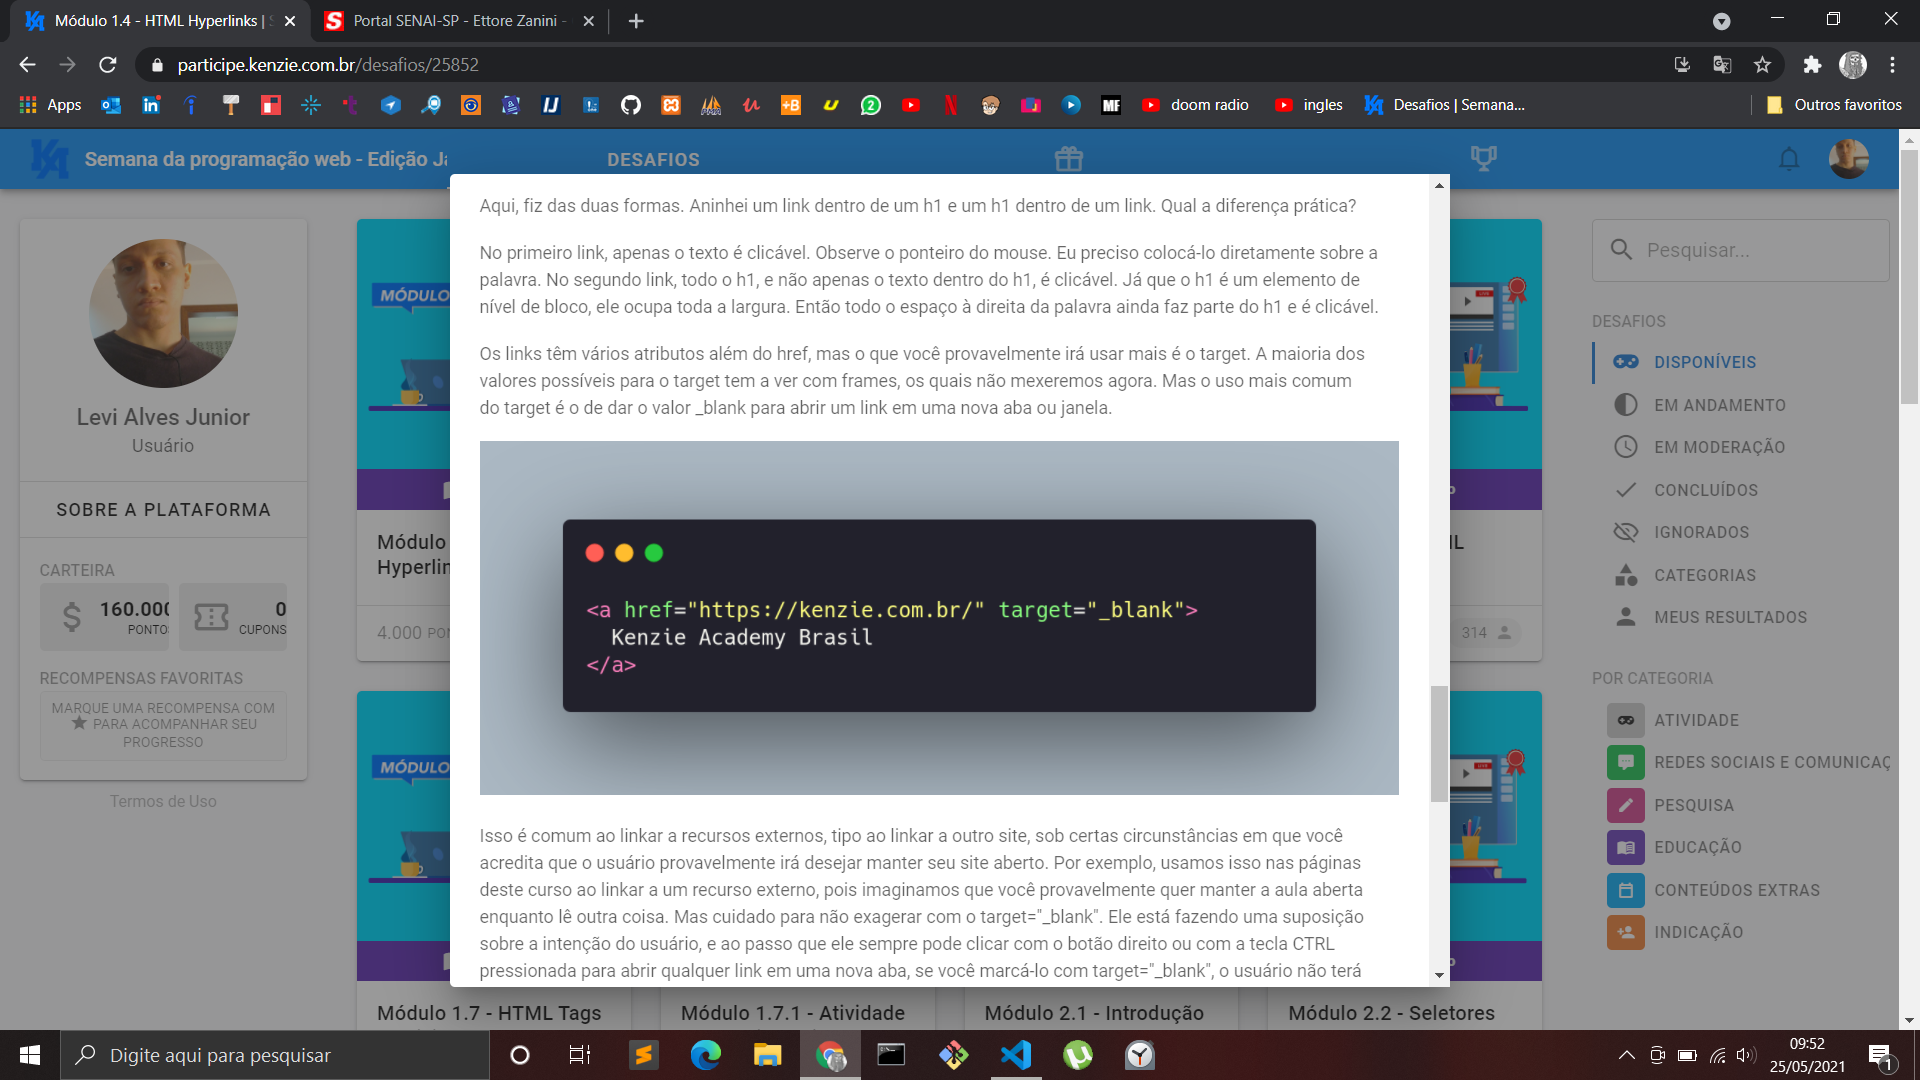 Módulo 1.4 - HTML Hyperlinks |
Portal SENAI-SP - Ettore Zanini -
participe.kenzie.com.br/desafios/25852
Apps
doom radio
ingles
Desafios | Semana...
Outros favoritos
Semana da programação web - Edição Ja
DESAFIOS
Levi Alves Junior
Usuário
SOBRE A PLATAFORMA
CARTEIRA
160.000
PONTO
0
CUPONS
RECOMPENSAS FAVORITAS
MARQUE UMA RECOMPENSA COM
PARA ACOMPANHAR SEU
PROGRESSO
Termos de Uso
MÓDULO
Módulo
Hyperlin
4.000 PON
MÓDULO
Aqui, fiz das duas formas. Aninhei um link dentro de um h1 e um h1 dentro de um link. Qual a diferença prática?
No primeiro link, apenas o texto é clicável. Observe o ponteiro do mouse. Eu preciso colocá-lo diretamente sobre a
palavra. No segundo link, todo o h1, e não apenas o texto dentro do h1, é clicável. Já que o h1 é um elemento de
nível de bloco, ele ocupa toda a largura. Então todo o espaço à direita da palavra ainda faz parte do h1 e é clicável.
Os links têm vários atributos além do href, mas o que você provavelmente irá usar mais é o target. A maioria dos
valores possíveis para o target tem a ver com frames, os quais não mexeremos agora. Mas o uso mais comum
do target é o de dar o valor _blank para abrir um link em uma nova aba ou janela.
<a href="https://kenzie.com.br/" target="_blank">
Kenzie Academy Brasil
</a>
Isso é comum ao linkar a recursos externos, tipo ao linkar a outro site, sob certas circunstâncias em que você
acredita que o usuário provavelmente irá desejar manter seu site aberto. Por exemplo, usamos isso nas páginas
deste curso ao linkar a um recurso externo, pois imaginamos que você provavelmente quer manter a aula aberta
enquanto lê outra coisa. Mas cuidado para não exagerar com o target="_blank". Ele está fazendo uma suposição
sobre a intenção do usuário, e ao passo que ele sempre pode clicar com o botão direito ou com a tecla CTRL
pressionada para abrir qualquer link em uma nova aba, se você marcá-lo com target="_blank", o usuário não terá
314
Módulo 1.7 - HTML Tags
Módulo 1.7.1 - Atividade
Módulo 2.1 - Introdução
Módulo 2.2 - Seletores
Pesquisar...
DESAFIOS
DISPONÍVEIS
EM ANDAMENTO
EM MODERAÇÃO
CONCLUÍDOS
IGNORADOS
CATEGORIAS
MEUS RESULTADOS
POR CATEGORIA
ATIVIDADE
REDES SOCIAIS E COMUNICAÇ
PESQUISA
EDUCAÇÃO
CONTEÚDOS EXTRAS
INDICAÇÃO
Digite aqui para pesquisar
09:52
25/05/2021
1